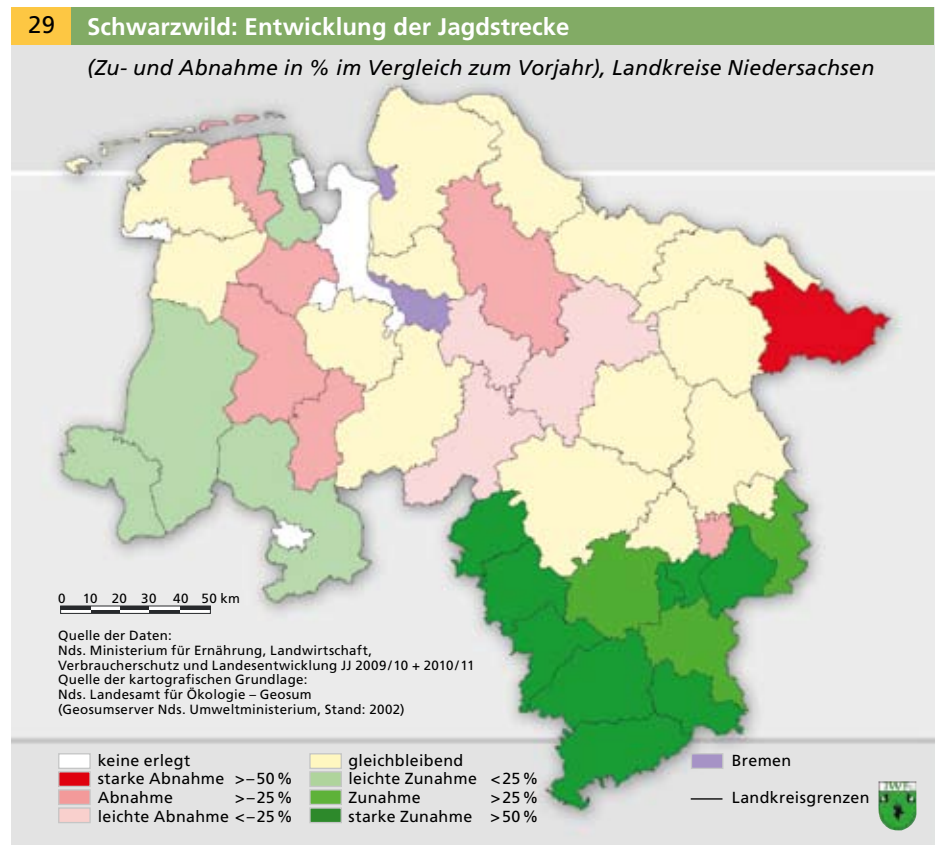 29 Schwarzwild: Entwicklung der Jagdstrecke
(Zu- und Abnahme in % im Vergleich zum Vorjahr), Landkreise Niedersachsen
0 10 20 30 40 50 km
Quelle der Daten:
Nds. Ministerium für Ernährung, Landwirtschaft,
Verbraucherschutz und Landesentwicklung JJ 2009/10 + 2010/11
Quelle der kartografischen Grundlage:
Nds. Landesamt für Ökologie – Geosum
(Geosumserver Nds. Umweltministerium, Stand: 2002)
keine erlegt
starke Abnahme >–50 %
Abnahme >–25 %
leichte Abnahme <–25 %
gleichbleibend
leichte Zunahme <25 %
Zunahme >25 %
starke Zunahme >50 %
Bremen
Landkreisgrenzen